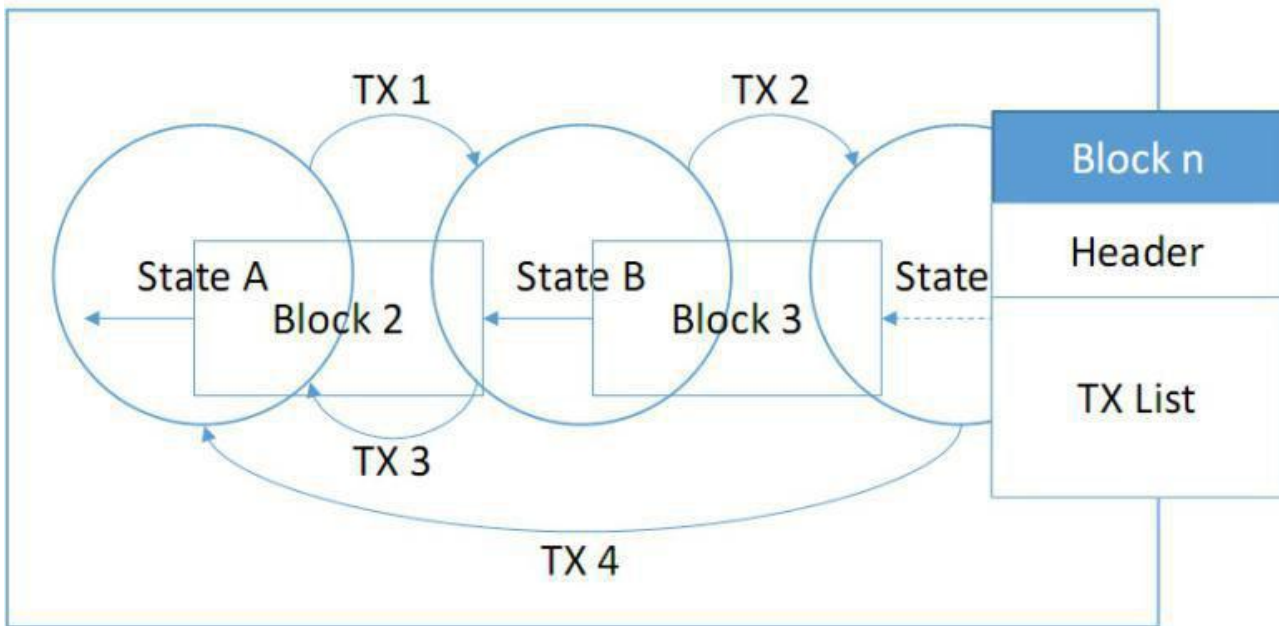 TX 1
TX 2
Block n
Header
State A
State B
State
Block 2
Block 3
TX List
TX 3
TX 4